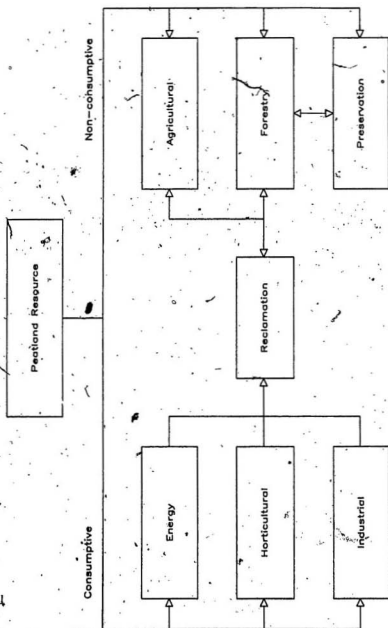 Peatland Resource
Consumptive
Non-consumptive
Energy
Horticultural
Industrial
Reclamation
Agricultural
Forestry
Preservation